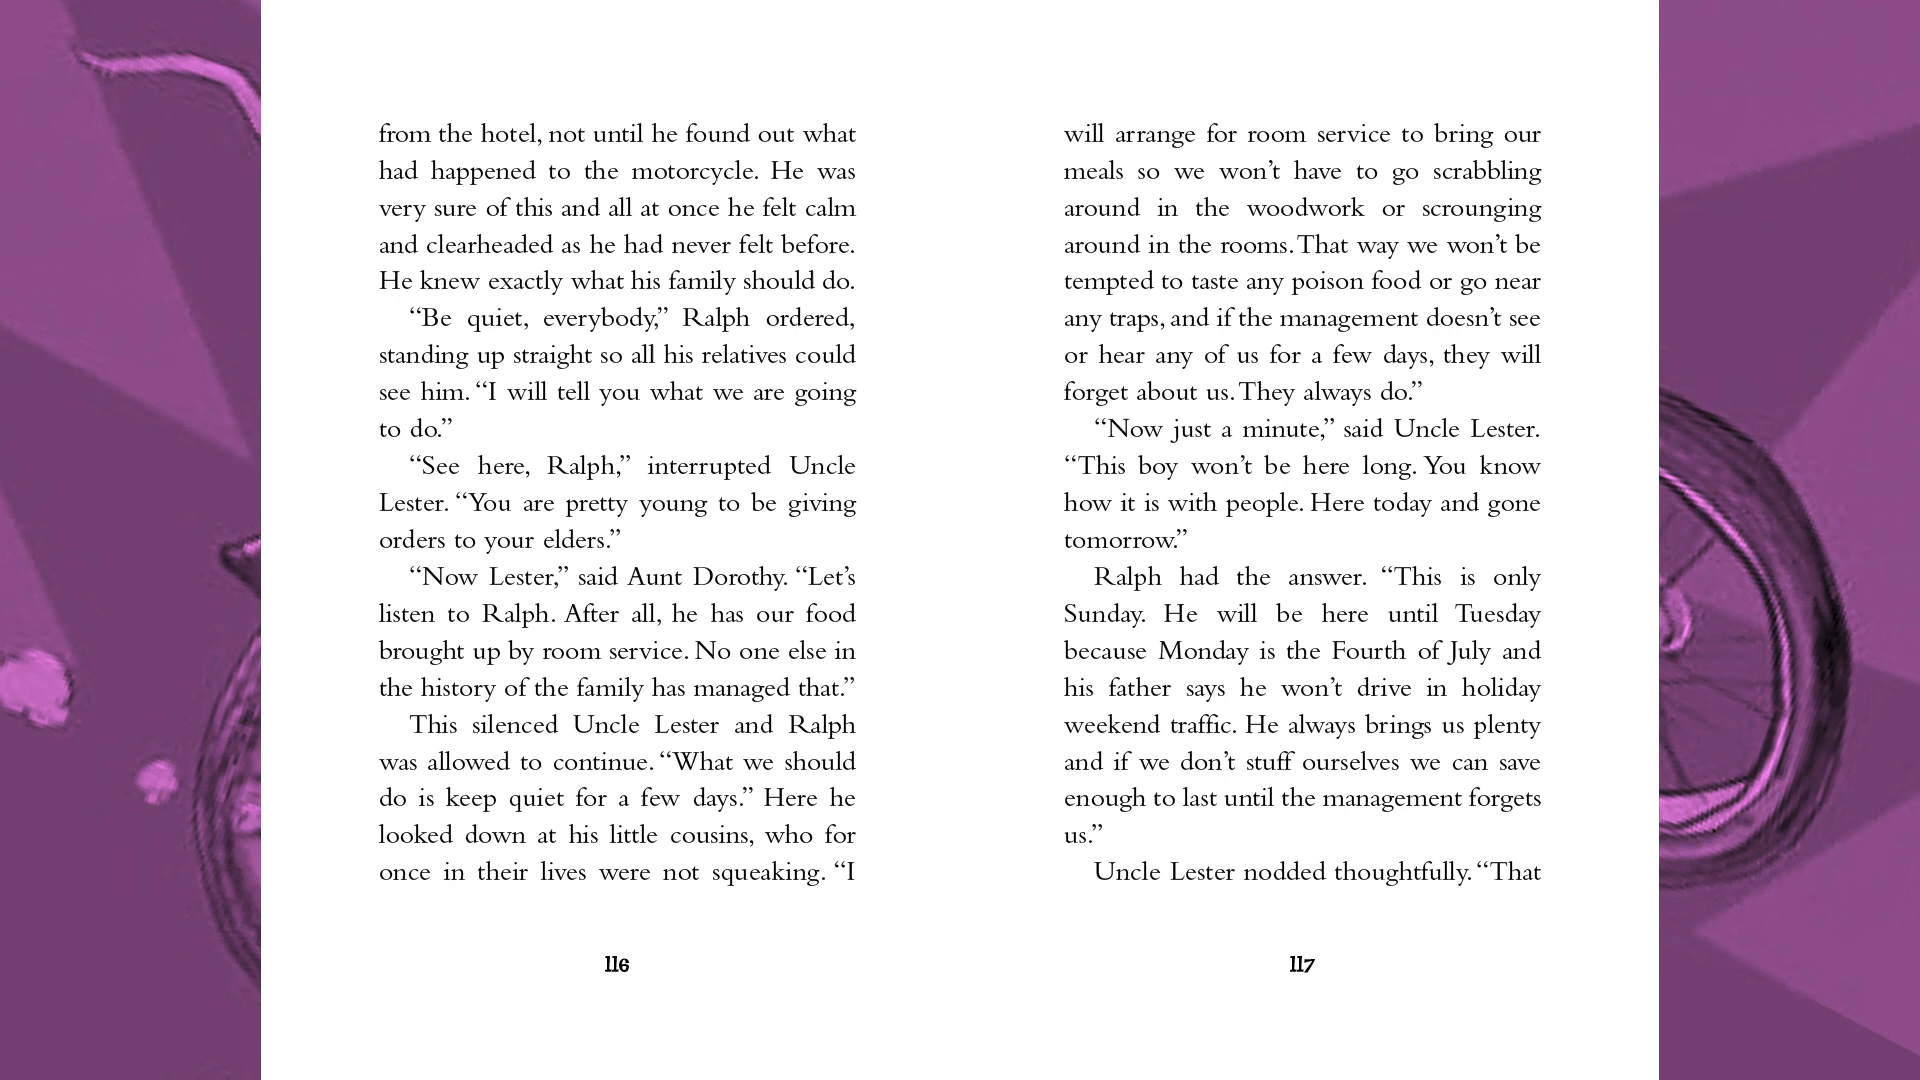 from the hotel, not until he found out what
had happened to the motorcycle. He was
very sure of this and all at once he felt calm
and clearheaded as he had never felt before.
He knew exactly what his family should do.
“Be quiet, everybody,” Ralph ordered,
standing up straight so all his relatives could
see him. “I will tell you what we are going
to do.”
“See here, Ralph,” interrupted Uncle
Lester. “You are pretty young to be giving
orders to your elders.”
“Now Lester,” said Aunt Dorothy. “Let’s
listen to Ralph. After all, he has our food
brought up by room service. No one else in
the history of the family has managed that.”
This silenced Uncle Lester and Ralph
was allowed to continue. “What we should
do is keep quiet for a few days.” Here he
looked down at his little cousins, who for
once in their lives were not squeaking. “I
116
will arrange for room service to bring our
meals so we won’t have to go scrabbling
around in the woodwork or scrounging
around in the rooms. That way we won’t be
tempted to taste any poison food or go near
any traps, and if the management doesn’t see
or hear any of us for a few days, they will
forget about us. They always do.”
“Now just a minute,” said Uncle Lester.
“This boy won’t be here long. You know
how it is with people. Here today and gone
tomorrow.”
Ralph had the answer. “This is only
Sunday. He will be here until Tuesday
because Monday is the Fourth of July and
his father says he won’t drive in holiday
weekend traffic. He always brings us plenty
and if we don’t stuff ourselves we can save
enough to last until the management forgets
us.”
Uncle Lester nodded thoughtfully. “That
117